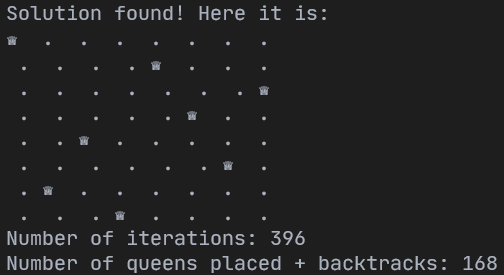 Solution found! Here it is:
♛ . . . . . . .
. . . . ♛ . . .
. . . . . . . ♛
. . . . . ♛ . .
. . ♛ . . . . .
. . . . . . ♛ .
. ♛ . . . . . .
. . . ♛ . . . .
Number of iterations: 396
Number of queens placed + backtracks: 168